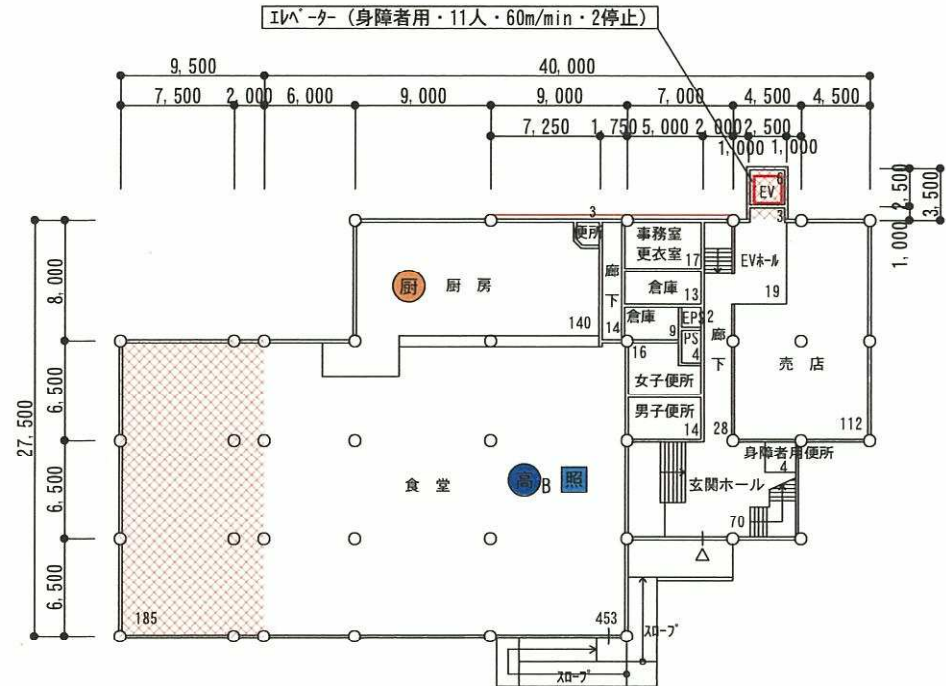 ｴﾚﾍﾞｰﾀｰ（身障者用・11人・60m/min・2停止）
9,500
40,000
7,500
2,000
6,000
9,000
9,000
7,000
4,500
4,500
7,250
1,750
5,000
2,000
2,500
1,000
1,000
6
EV
2,500
3,500
3
3
1,000
便所
事務室
更衣室
17
EVﾎｰﾙ
8,000
廊下
倉庫
13
19
厨
厨房
倉庫
EPS
2
140
14
9
PS
16
4
廊下
売店
6,500
女子便所
27,500
男子便所
14
28
112
身障者用便所
4
6,500
食堂
高
B
照
玄関ホール
70
6,500
185
453
ｽﾛｰﾌﾟ
ｽﾛｰﾌﾟ